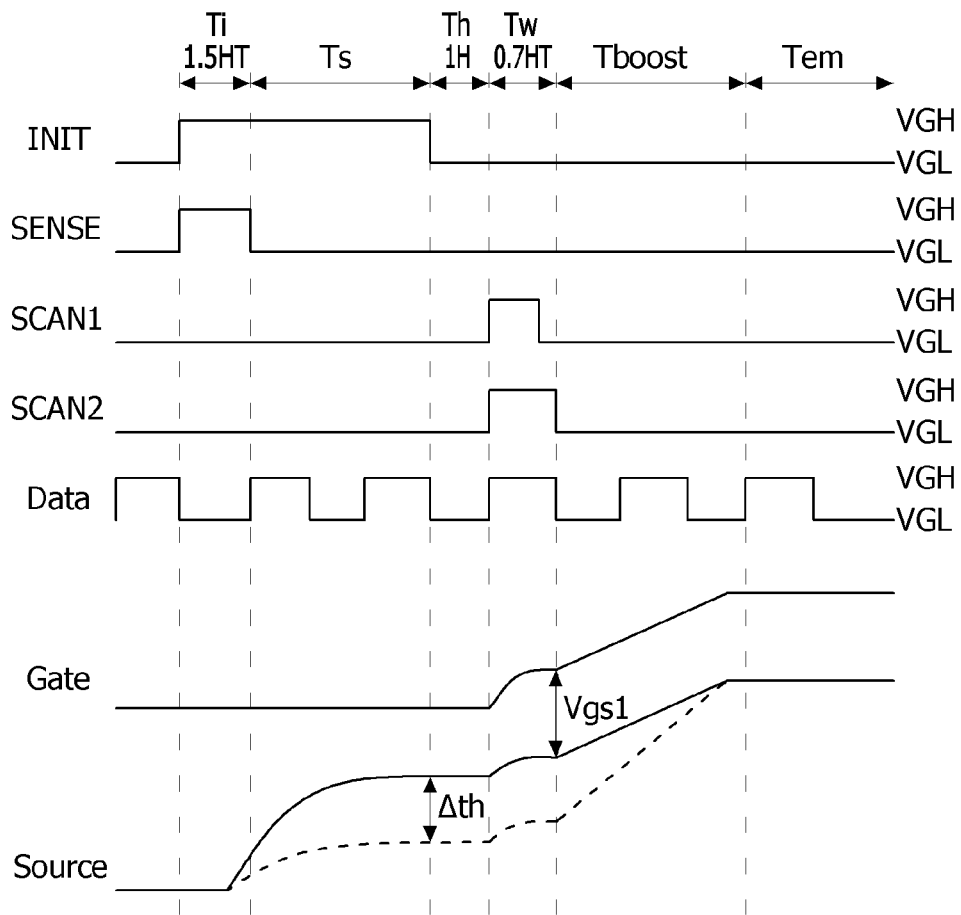 Ti Th Tw
1.5HT Ts 1H 0.7HT Tboost Tem
INIT VGH
VGL
SENSE VGH
VGL
SCAN1 VGH
VGL
SCAN2 VGH
VGL
Data VGH
VGL
Gate
Vgs1
Δth
Source